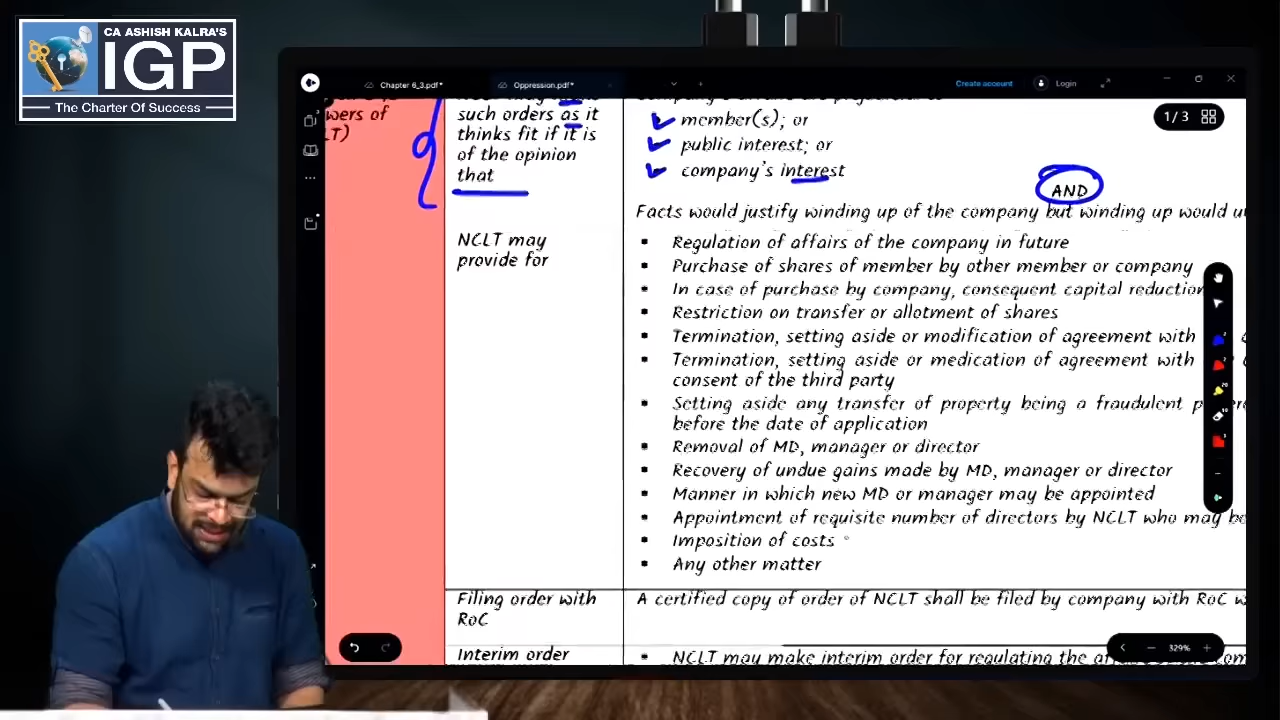 CA ASHISH KALRA'S
IGP
The Charter Of Success
Chapter 6_3.pdf*
Oppression.pdf*
Create account
Login
1 / 3
wers of
LT)
such orders as it
thinks fit if it is
of the opinion
that
member(s); or
public interest; or
company's interest
AND
Facts would justify winding up of the company but winding up would
NCLT may
provide for
Regulation of affairs of the company in future
Purchase of shares of member by other member or company
In case of purchase by company, consequent capital reduction
Restriction on transfer or allotment of shares
Termination, setting aside or modification of agreement with
Termination, setting aside or medication of agreement with
consent of the third party
Setting aside any transfer of property being a fraudulent
before the date of application
Removal of MD, manager or director
Recovery of undue gains made by MD, manager or director
Manner in which new MD or manager may be appointed
Appointment of requisite number of directors by NCLT who may be
Imposition of costs
Any other matter
Filing order with
RoC
A certified copy of order of NCLT shall be filed by company with RoC
Interim order
NCLT may make interim order for regulating the
329%